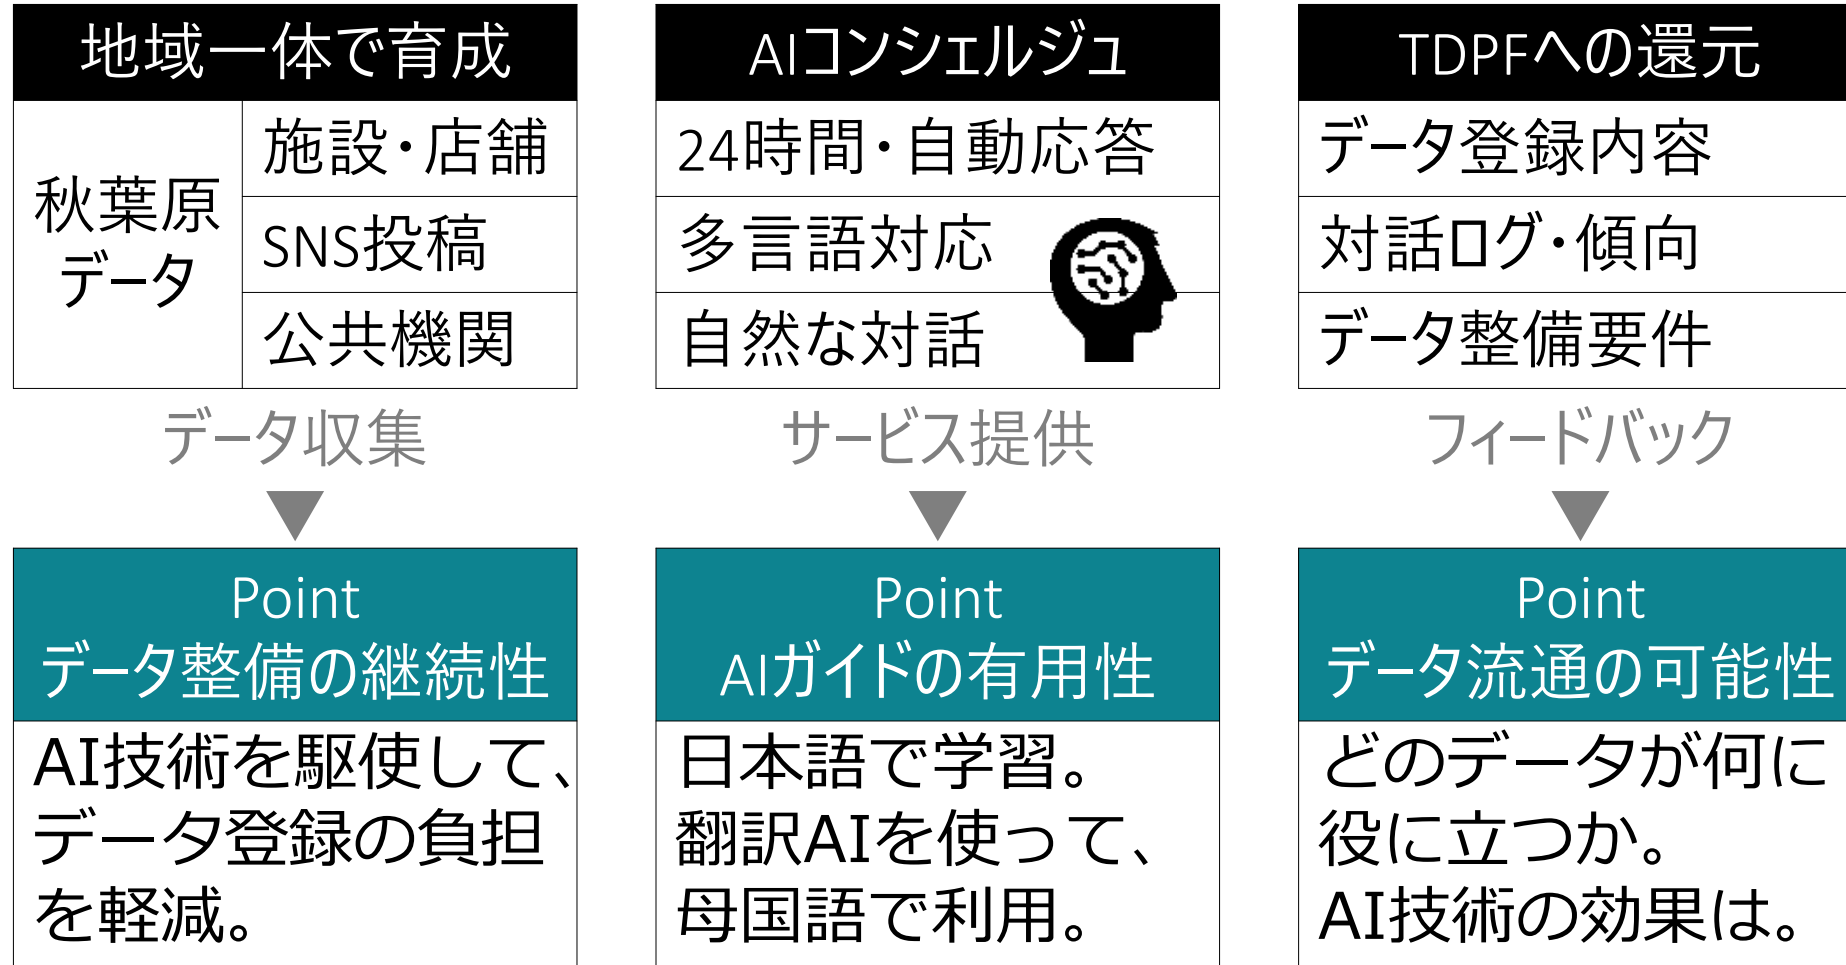 地域一体で育成
秋葉原
データ
施設・店舗
SNS投稿
公共機関
データ収集
Point
データ整備の継続性
AI技術を駆使して、
データ登録の負担
を軽減。
AIコンシェルジュ
24時間・自動応答
多言語対応
自然な対話
サービス提供
Point
AIガイドの有用性
日本語で学習。
翻訳AIを使って、
母国語で利用。
TDPFへの還元
データ登録内容
対話ログ・傾向
データ整備要件
フィードバック
Point
データ流通の可能性
どのデータが何に
役に立つか。
AI技術の効果は。